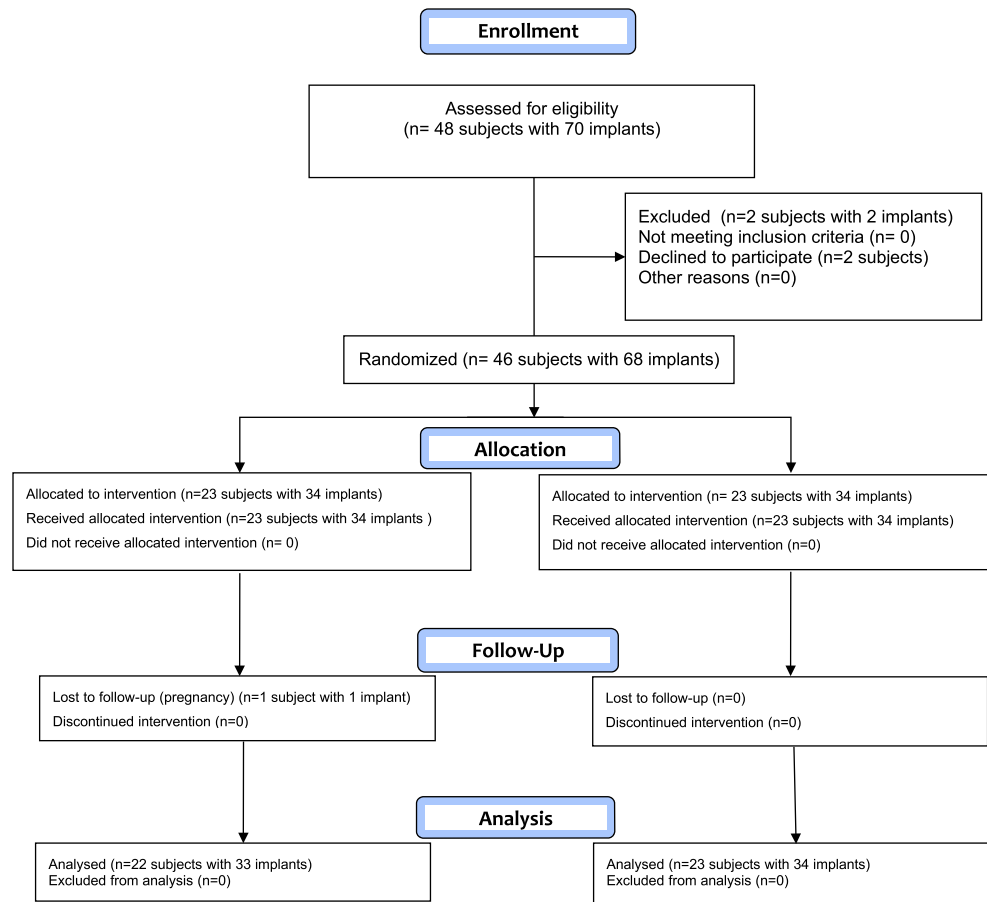 Enrollment
Assessed for eligibility
(n= 48 subjects with 70 implants)
Excluded  (n=2 subjects with 2 implants)
Not meeting inclusion criteria (n= 0)
Declined to participate (n=2 subjects)
Other reasons (n=0)
Randomized (n= 46 subjects with 68 implants)
Allocation
Allocated to intervention (n=23 subjects with 34 implants)
Received allocated intervention (n=23 subjects with 34 implants )
Did not receive allocated intervention (n= 0)
Allocated to intervention (n= 23 subjects with 34 implants)
Received allocated intervention (n=23 subjects with 34 implants)
Did not receive allocated intervention (n=0)
Follow-Up
Lost to follow-up (pregnancy) (n=1 subject with 1 implant)
Discontinued intervention (n=0)
Lost to follow-up (n=0)
Discontinued intervention (n=0)
Analysis
Analysed (n=22 subjects with 33 implants)
Excluded from analysis (n=0)
Analysed (n=23 subjects with 34 implants)
Excluded from analysis (n=0)